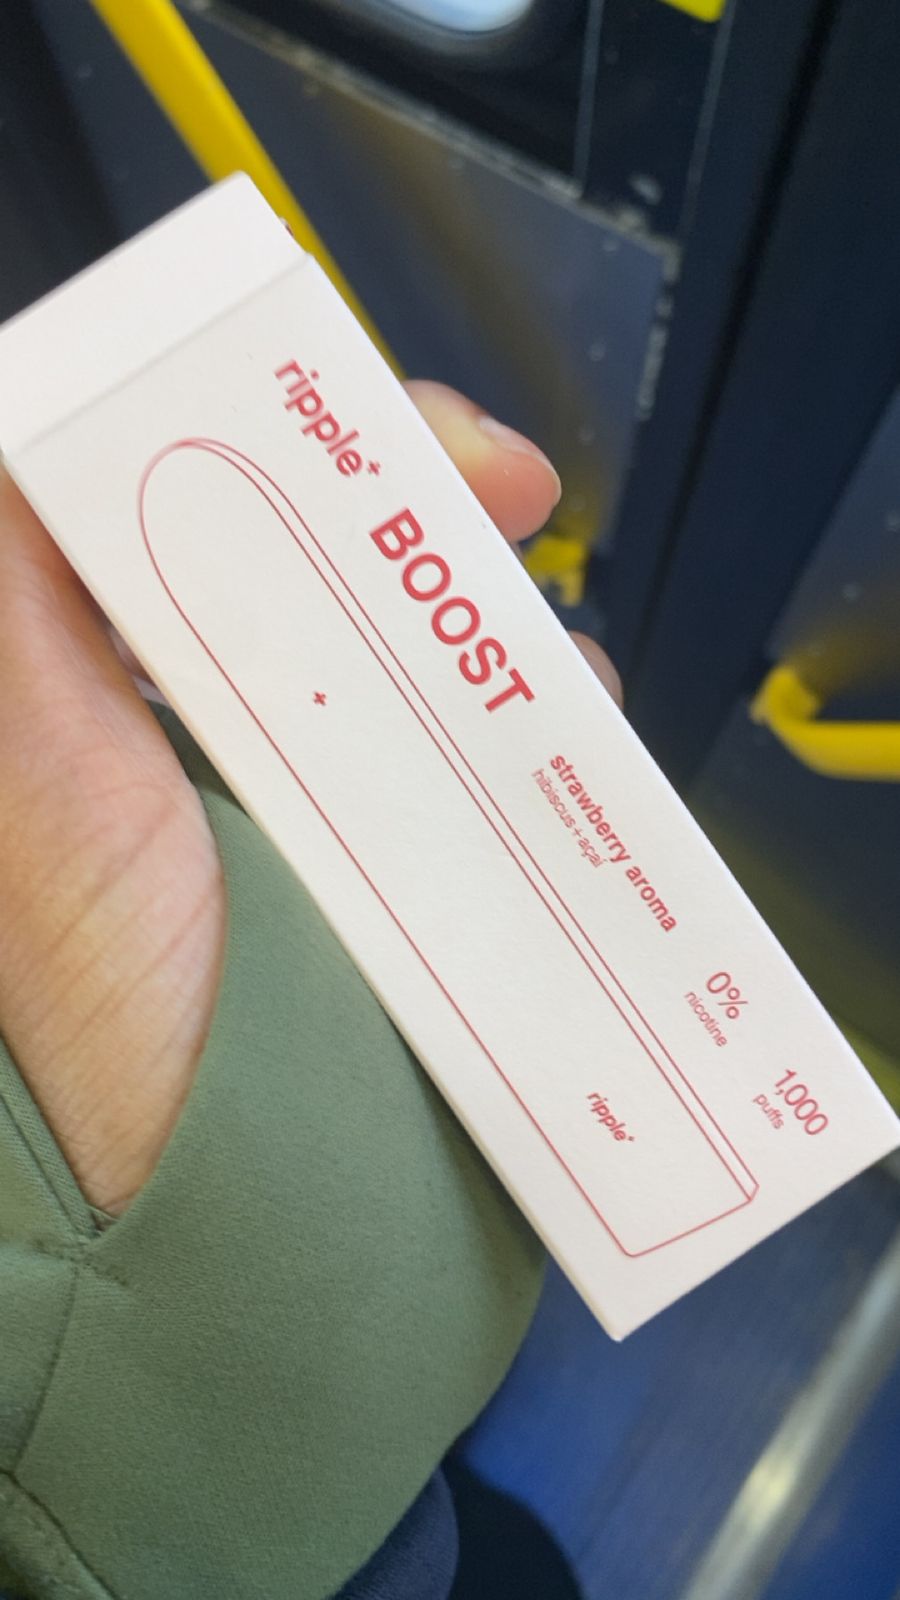 ripple+
BOOST
strawberry aroma
hibiscus + açaí
0%
nicotine
1,000
puffs
+
ripple+